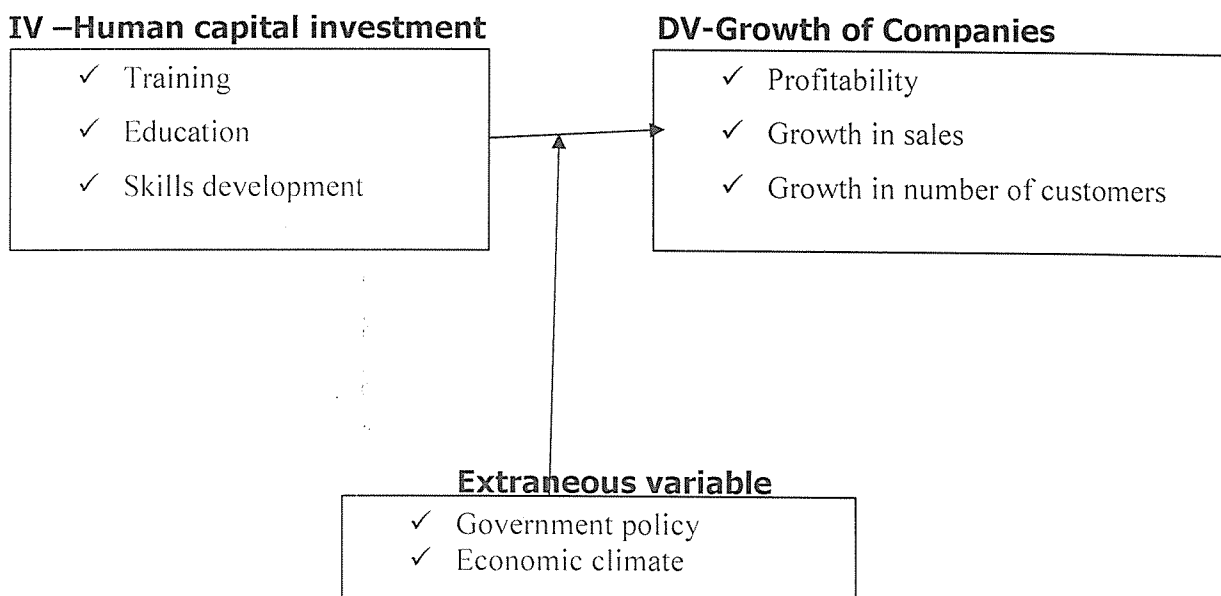 IV –Human capital investment
✓ Training
✓ Education
✓ Skills development
DV-Growth of Companies
✓ Profitability
✓ Growth in sales
✓ Growth in number of customers
Extraneous variable
✓ Government policy
✓ Economic climate